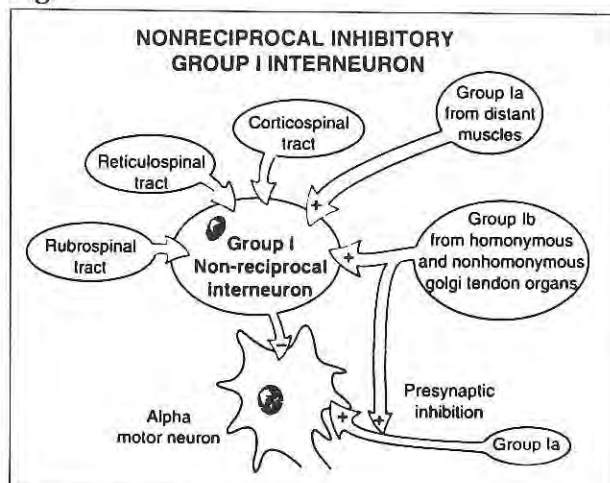 NONRECIPROCAL INHIBITORY
GROUP I INTERNEURON
Group Ia
from distant
muscles
Corticospinal
tract
Reticulospinal
tract
Rubrospinal
tract
Group I
Non-reciprocal
interneuron
Group Ib
from homonymous
and nonhomonymous
golgi tendon organs
+
+
−
Alpha
motor neuron
Presynaptic
inhibition
+
+
Group Ia